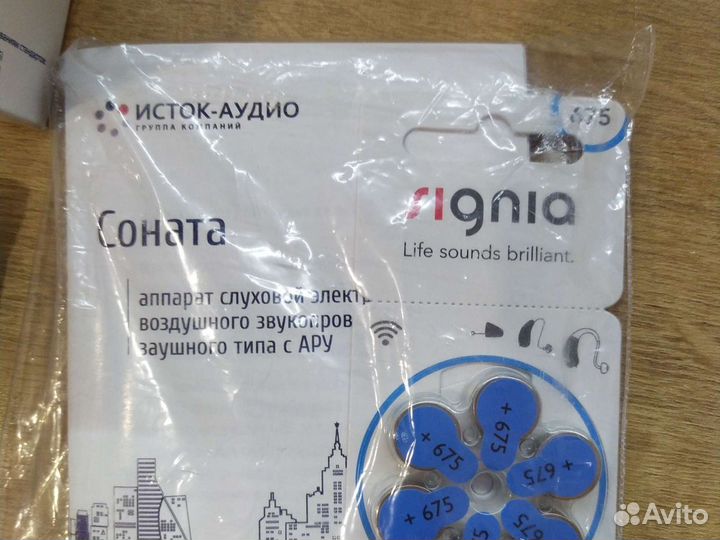 ИСТОК-АУДИО
ГРУППА КОМПАНИЙ
Соната
аппарат слуховой элект
воздушного звукопров
заушного типа с АРУ
675
signia
Life sounds brilliant.
+ 675
+ 675
+ 675
+ 675
675
Avito